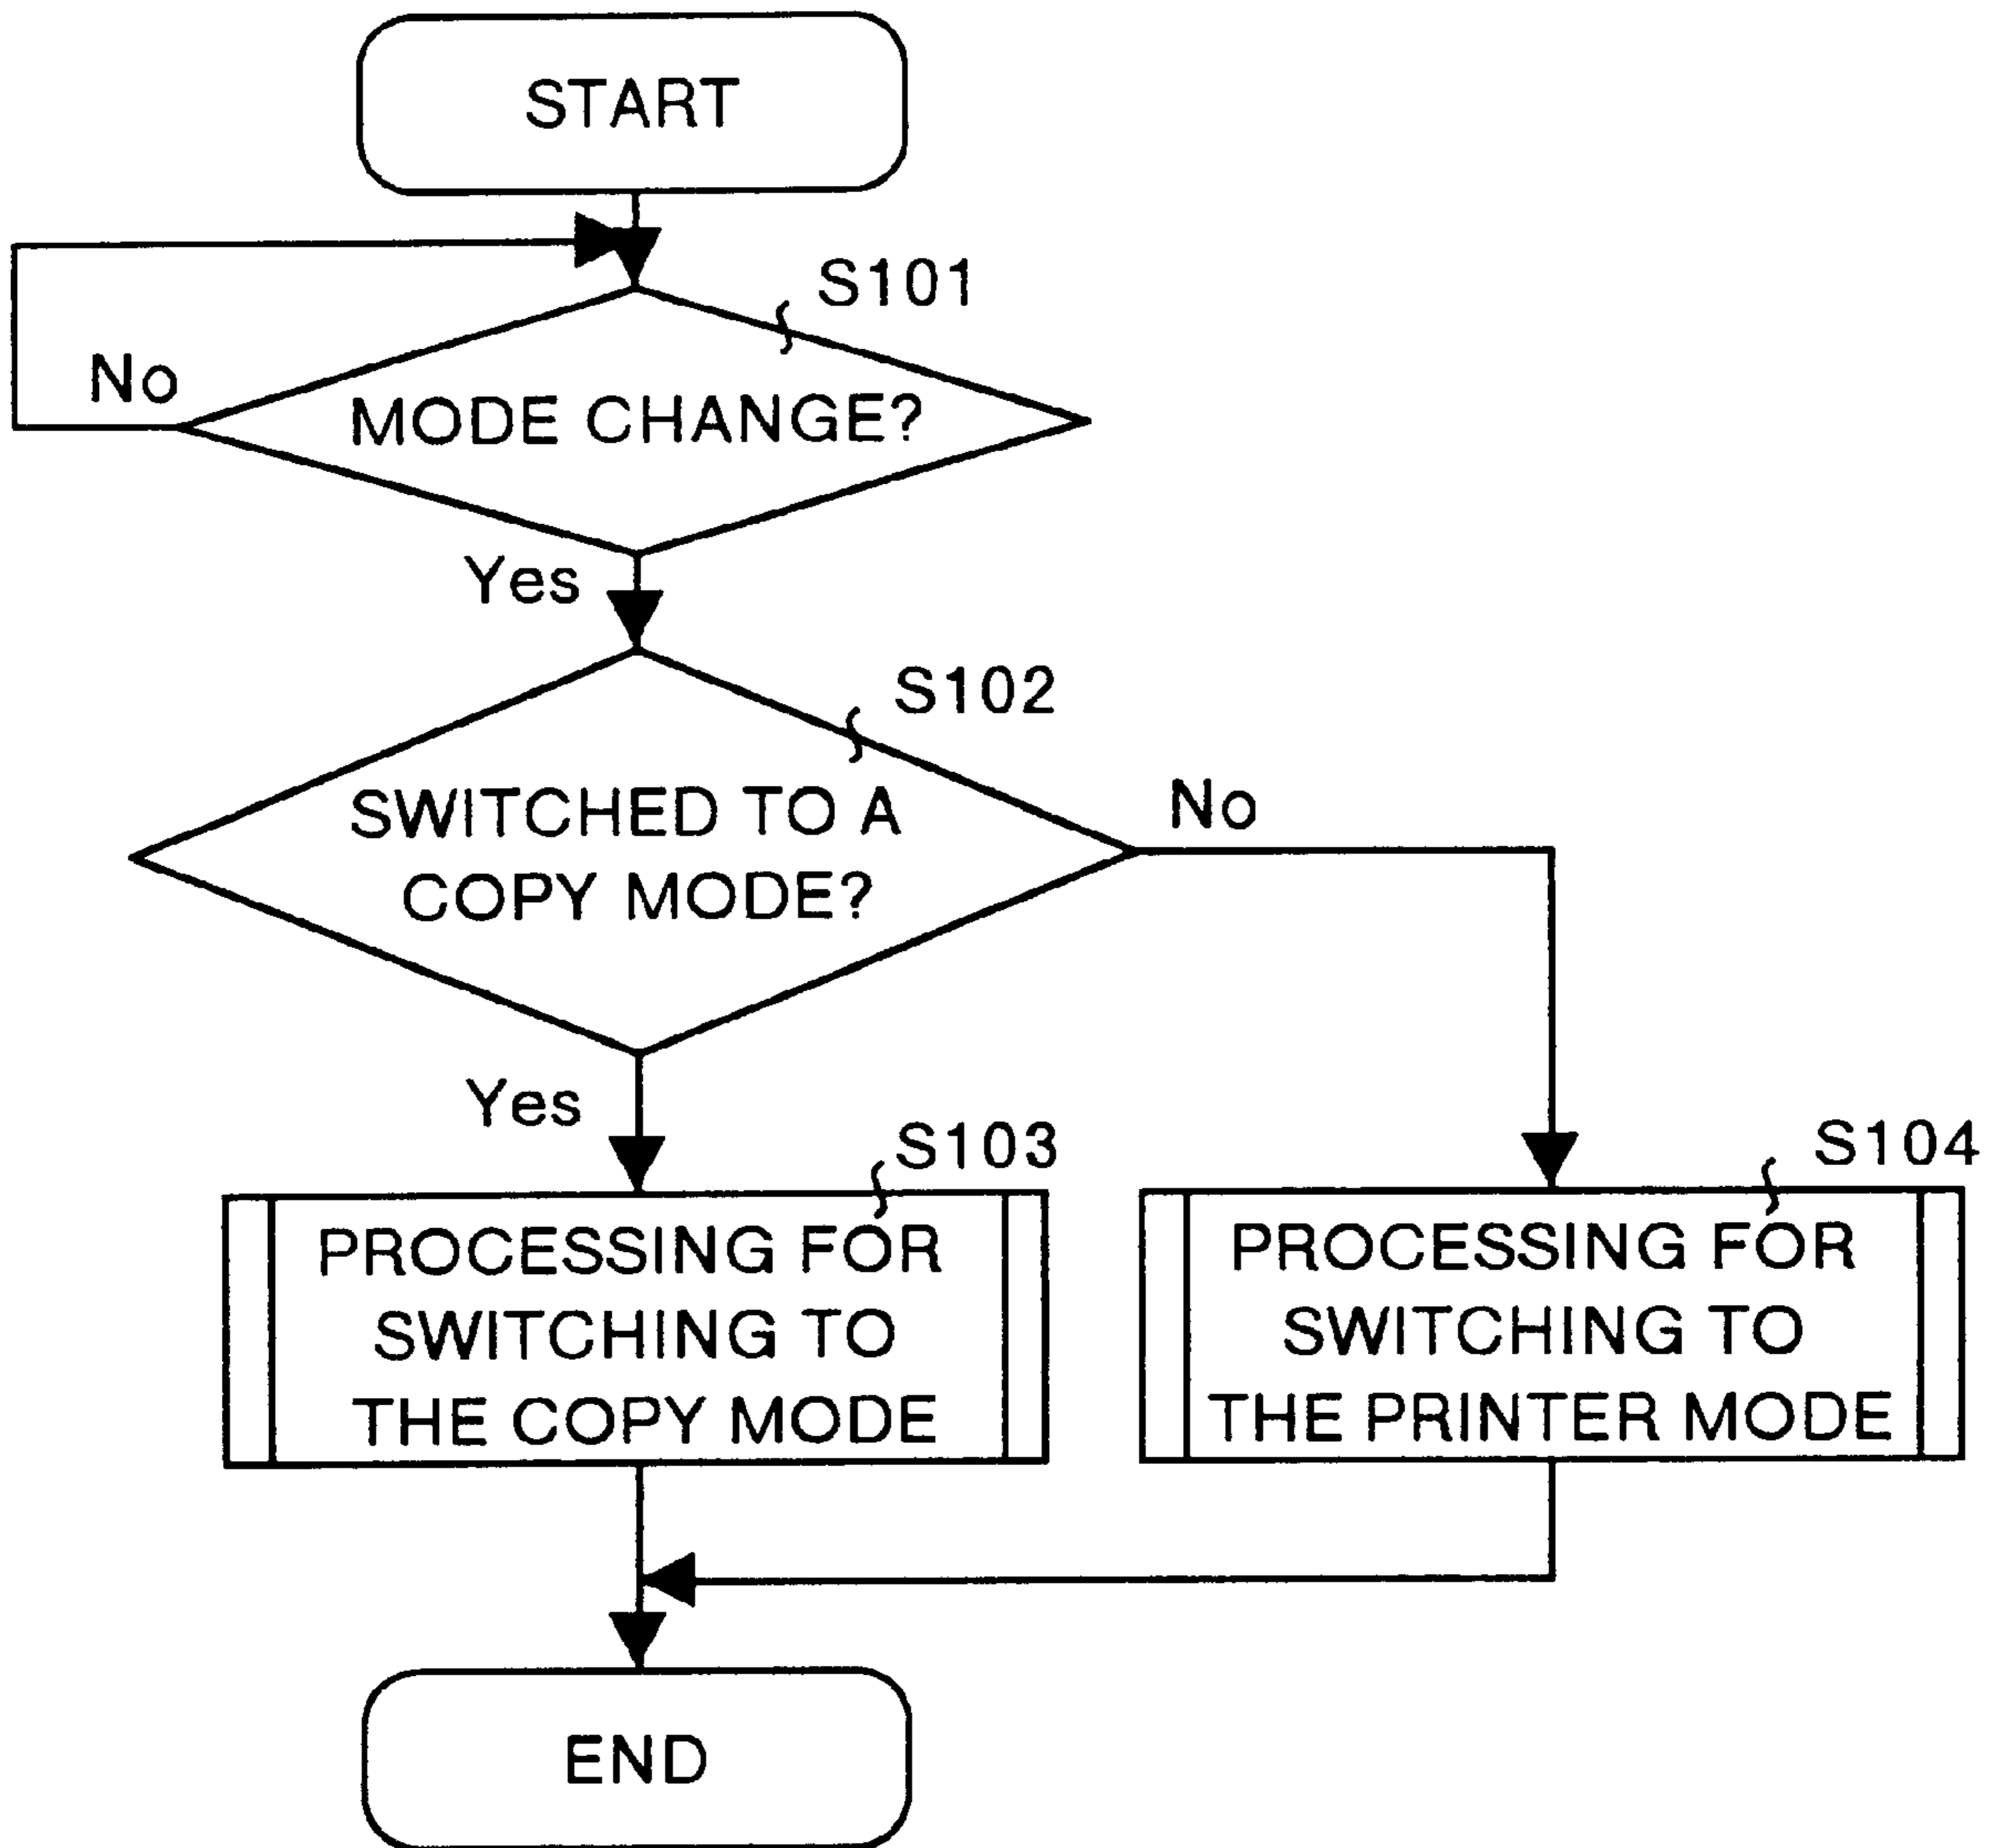 START
S101
No
MODE CHANGE?
Yes
S102
SWITCHED TO A
COPY MODE?
No
Yes
S103
PROCESSING FOR
SWITCHING TO
THE COPY MODE
S104
PROCESSING FOR
SWITCHING TO
THE PRINTER MODE
END